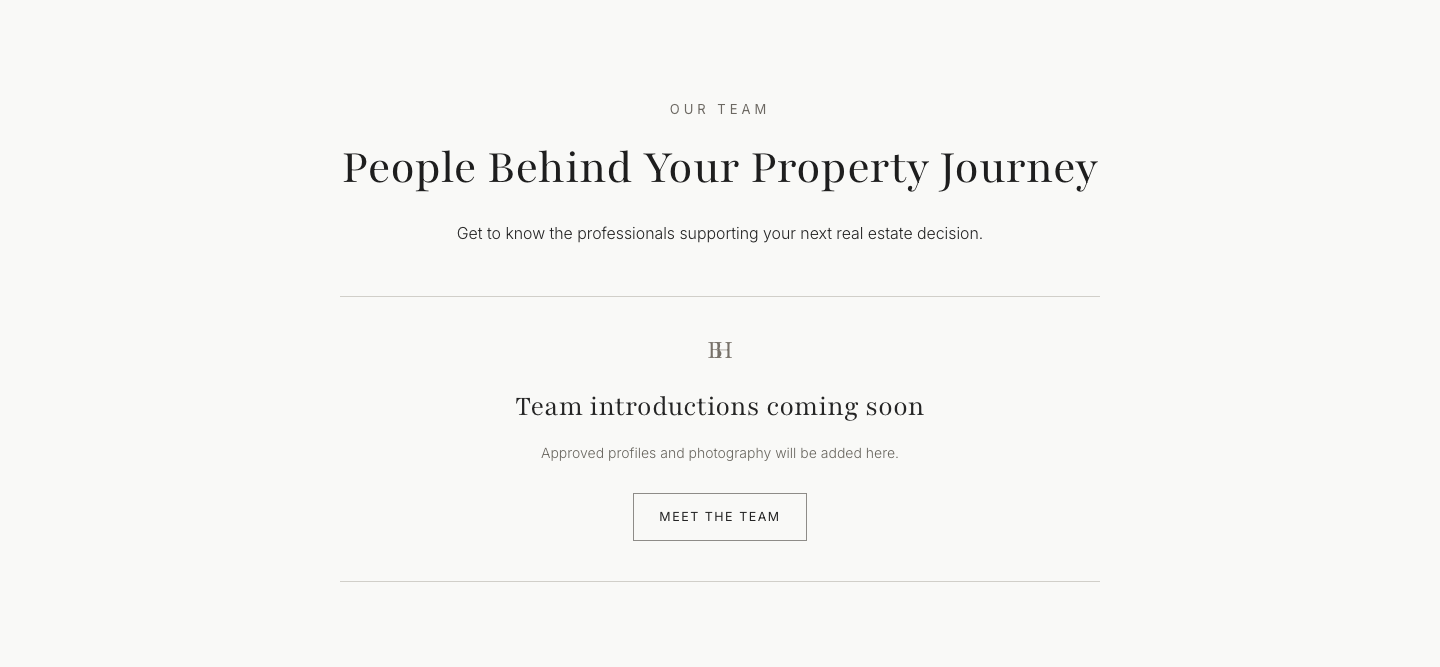 OUR TEAM
People Behind Your Property Journey
Get to know the professionals supporting your next real estate decision.
BH
Team introductions coming soon
Approved profiles and photography will be added here.
MEET THE TEAM